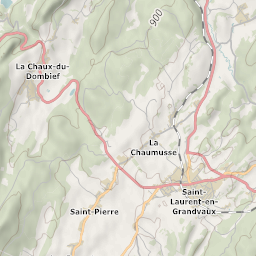 900
La Chaux-du-
Dombief
La
Chaumusse
Saint-
Laurent-en-
Grandvaux
Saint-Pierre